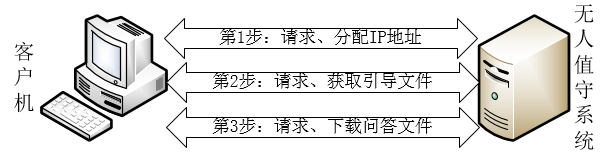 客户机
第1步：请求、分配IP地址
第2步：请求、获取引导文件
第3步：请求、下载问答文件
无人值守系统